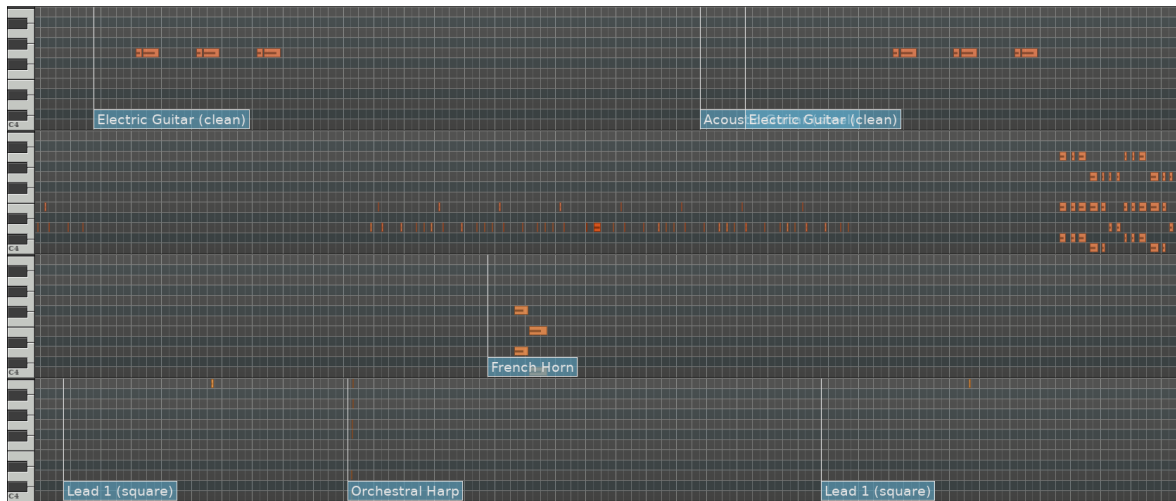 Electric Guitar (clean)
Acoust
Electric Guitar (clean)
C4
C4
French Horn
C4
Lead 1 (square)
Orchestral Harp
Lead 1 (square)
C4